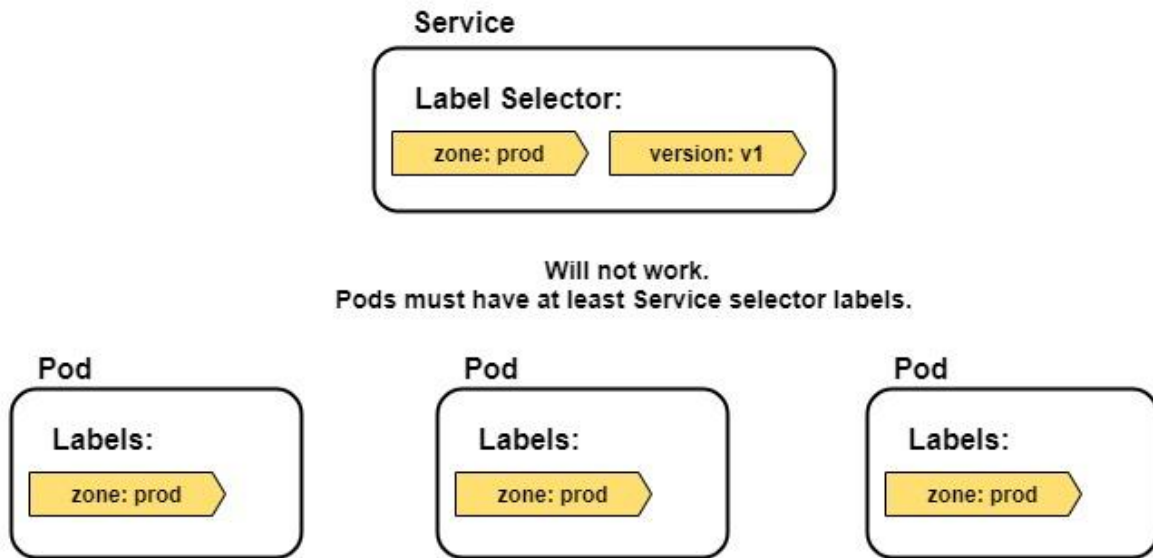 Service
Label Selector:
zone: prod
version: v1
Will not work.
Pods must have at least Service selector labels.
Pod
Pod
Pod
Labels:
Labels:
Labels:
zone: prod
zone: prod
zone: prod